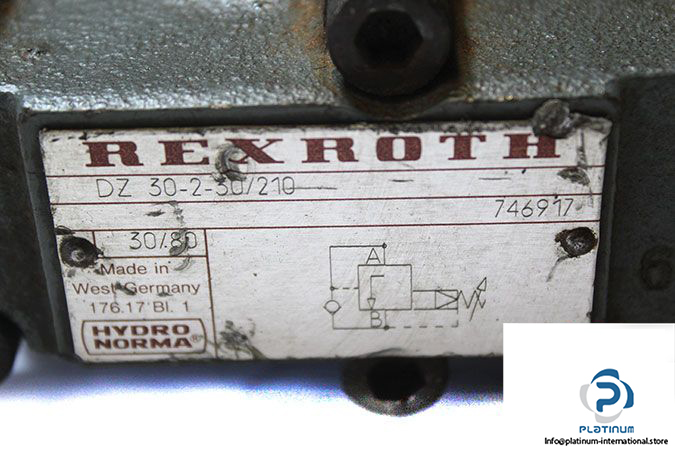 REXROTH
DZ 30-2-30/210
746917
30/80
Made in
West Germany
176.17 Bl. 1
HYDRO
NORMA®
A
B
PLATINUM
Info@platinum-international.store